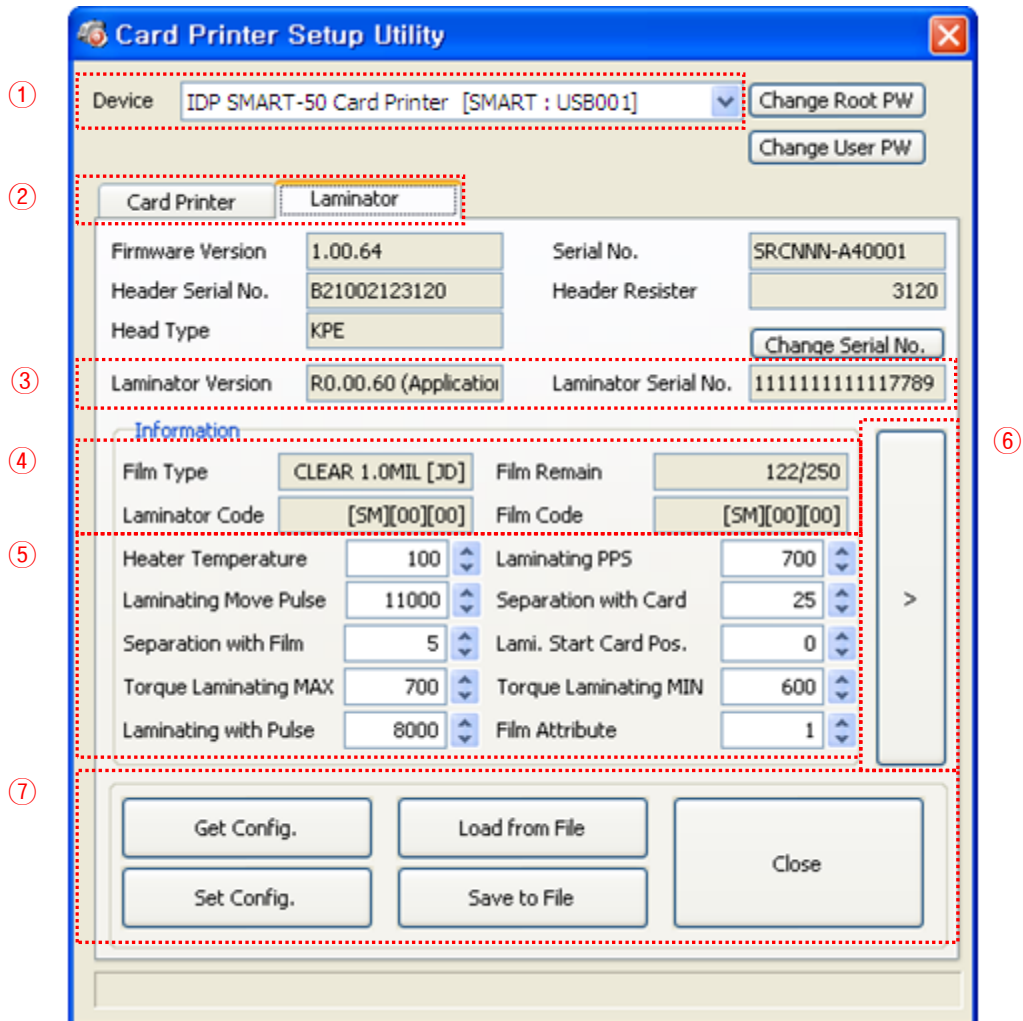 Card Printer Setup Utility
① Device IDP SMART-50 Card Printer [SMART : USB001] Change Root PW
Change User PW
② Card Printer Laminator
Firmware Version 1.00.64 Serial No. SRCNNN-A40001
Header Serial No. B21002123120 Header Resister 3120
Head Type KPE
Change Serial No.
③ Laminator Version R0.00.60 (Application Laminator Serial No. 1111111111117789
Information
④ Film Type CLEAR 1.0MIL [JD] Film Remain 122/250
⑥
Laminator Code [SM][00][00] Film Code [SM][00][00]
⑤ Heater Temperature 100 Laminating PPS 700
Laminating Move Pulse 11000 Separation with Card 25 >
Separation with Film 5 Lami. Start Card Pos. 0
Torque Laminating MAX 700 Torque Laminating MIN 600
Laminating with Pulse 8000 Film Attribute 1
⑦
Get Config. Load from File
Close
Set Config. Save to File